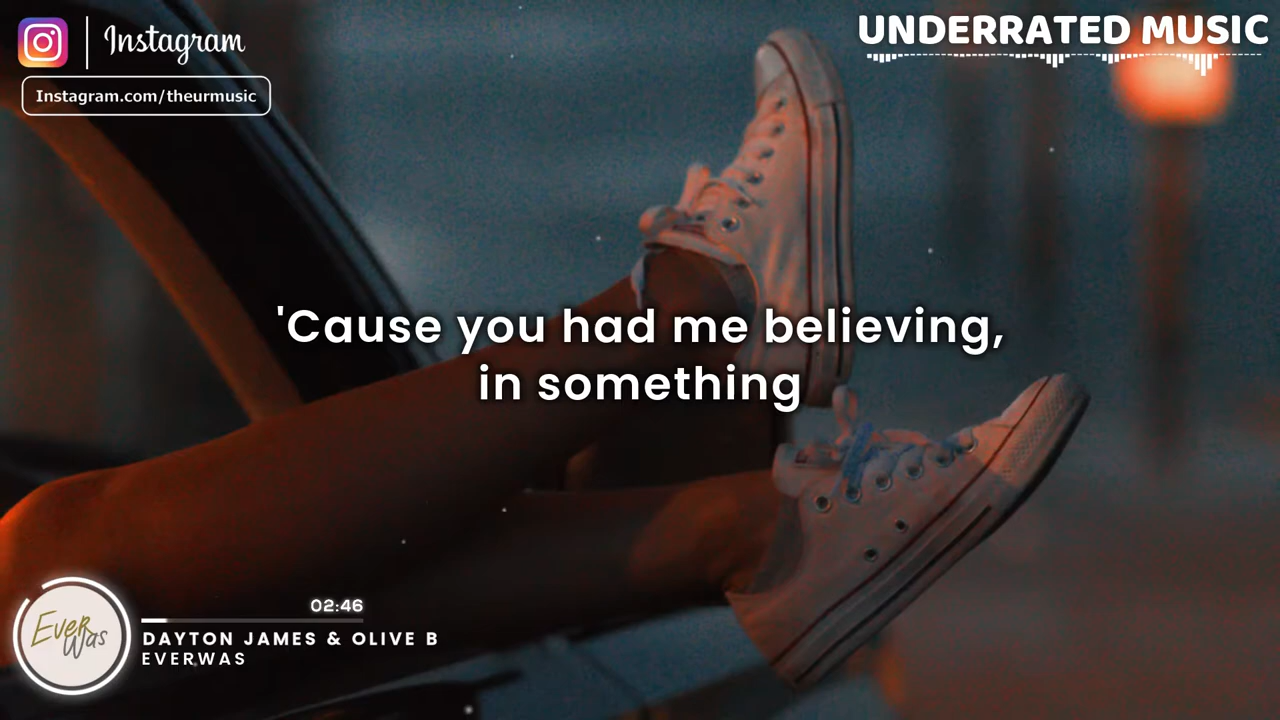 Instagram
UNDERRATED MUSIC
Instagram.com/theurmusic
'Cause you had me believing,
in something
Ever
Was
02:46
DAYTON JAMES & OLIVE B
EVERWAS